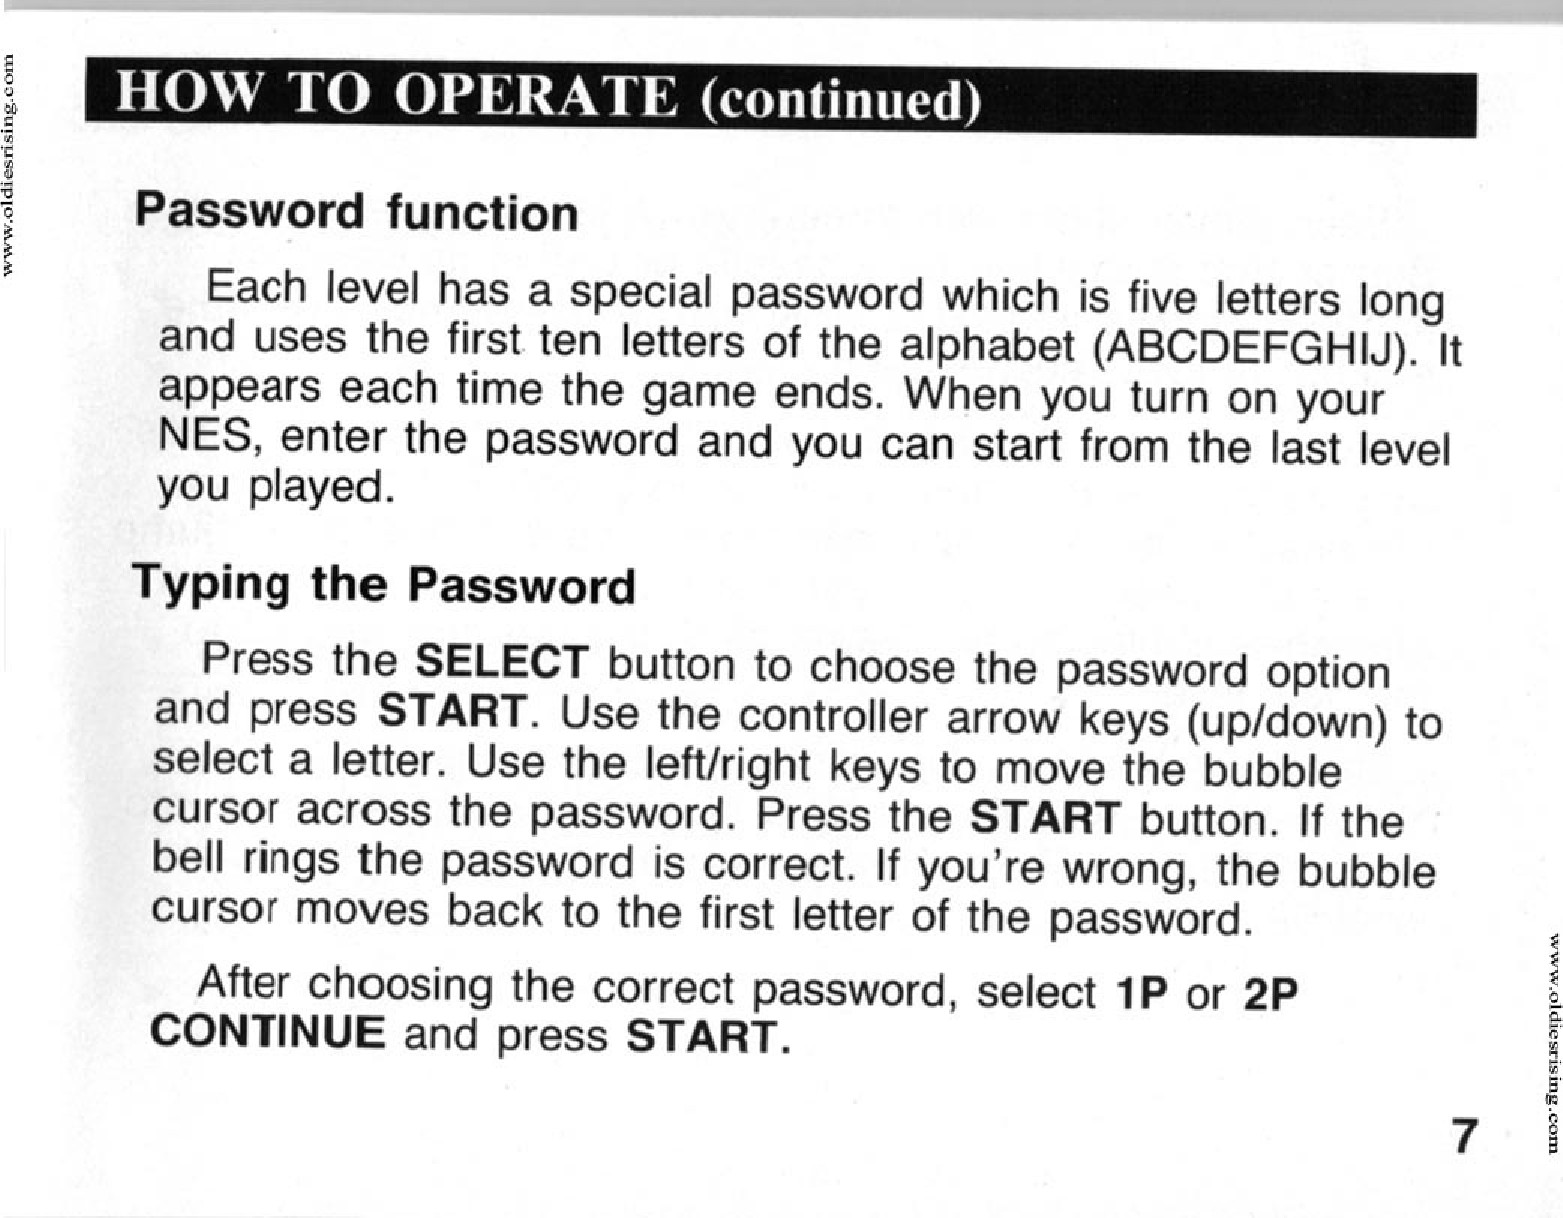 www.oldiesrising.com
HOW TO OPERATE (continued)
Password function
Each level has a special password which is five letters long
and uses the first ten letters of the alphabet (ABCDEFGHIJ). It
appears each time the game ends. When you turn on your
NES, enter the password and you can start from the last level
you played.
Typing the Password
Press the SELECT button to choose the password option
and press START. Use the controller arrow keys (up/down) to
select a letter. Use the left/right keys to move the bubble
cursor across the password. Press the START button. If the
bell rings the password is correct. If you're wrong, the bubble
cursor moves back to the first letter of the password.
After choosing the correct password, select 1P or 2P
CONTINUE and press START.
7
www.oldiesrising.com